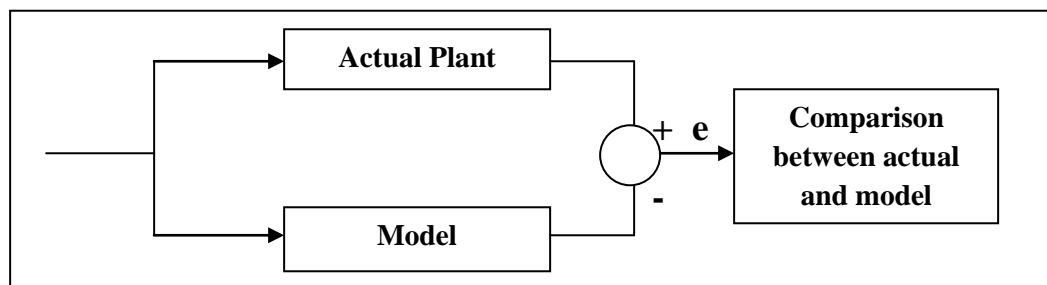 Actual Plant
+ e
-
Comparison
between actual
and model
Model